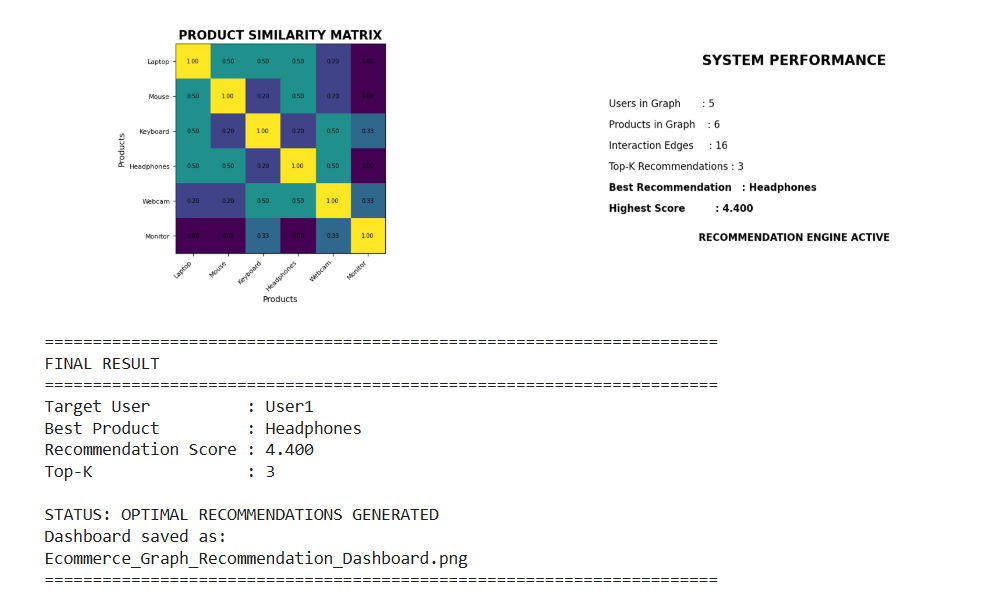 PRODUCT SIMILARITY MATRIX
Laptop 1.00 0.50 0.50 0.50 0.20
Mouse 0.50 1.00 0.20 0.50 0.20
Keyboard 0.50 0.20 1.00 0.20 0.50 0.33
Headphones 0.50 0.50 0.20 1.00 0.50
Webcam 0.20 0.20 0.50 0.50 1.00 0.33
Monitor 0.33 0.33 1.00
Products
Laptop Mouse Keyboard Headphones Webcam Monitor
Products
SYSTEM PERFORMANCE
Users in Graph : 5
Products in Graph : 6
Interaction Edges : 16
Top-K Recommendations : 3
Best Recommendation : Headphones
Highest Score : 4.400
RECOMMENDATION ENGINE ACTIVE
======================================================================
FINAL RESULT
======================================================================
Target User : User1
Best Product : Headphones
Recommendation Score : 4.400
Top-K : 3
STATUS: OPTIMAL RECOMMENDATIONS GENERATED
Dashboard saved as:
Ecommerce_Graph_Recommendation_Dashboard.png
======================================================================